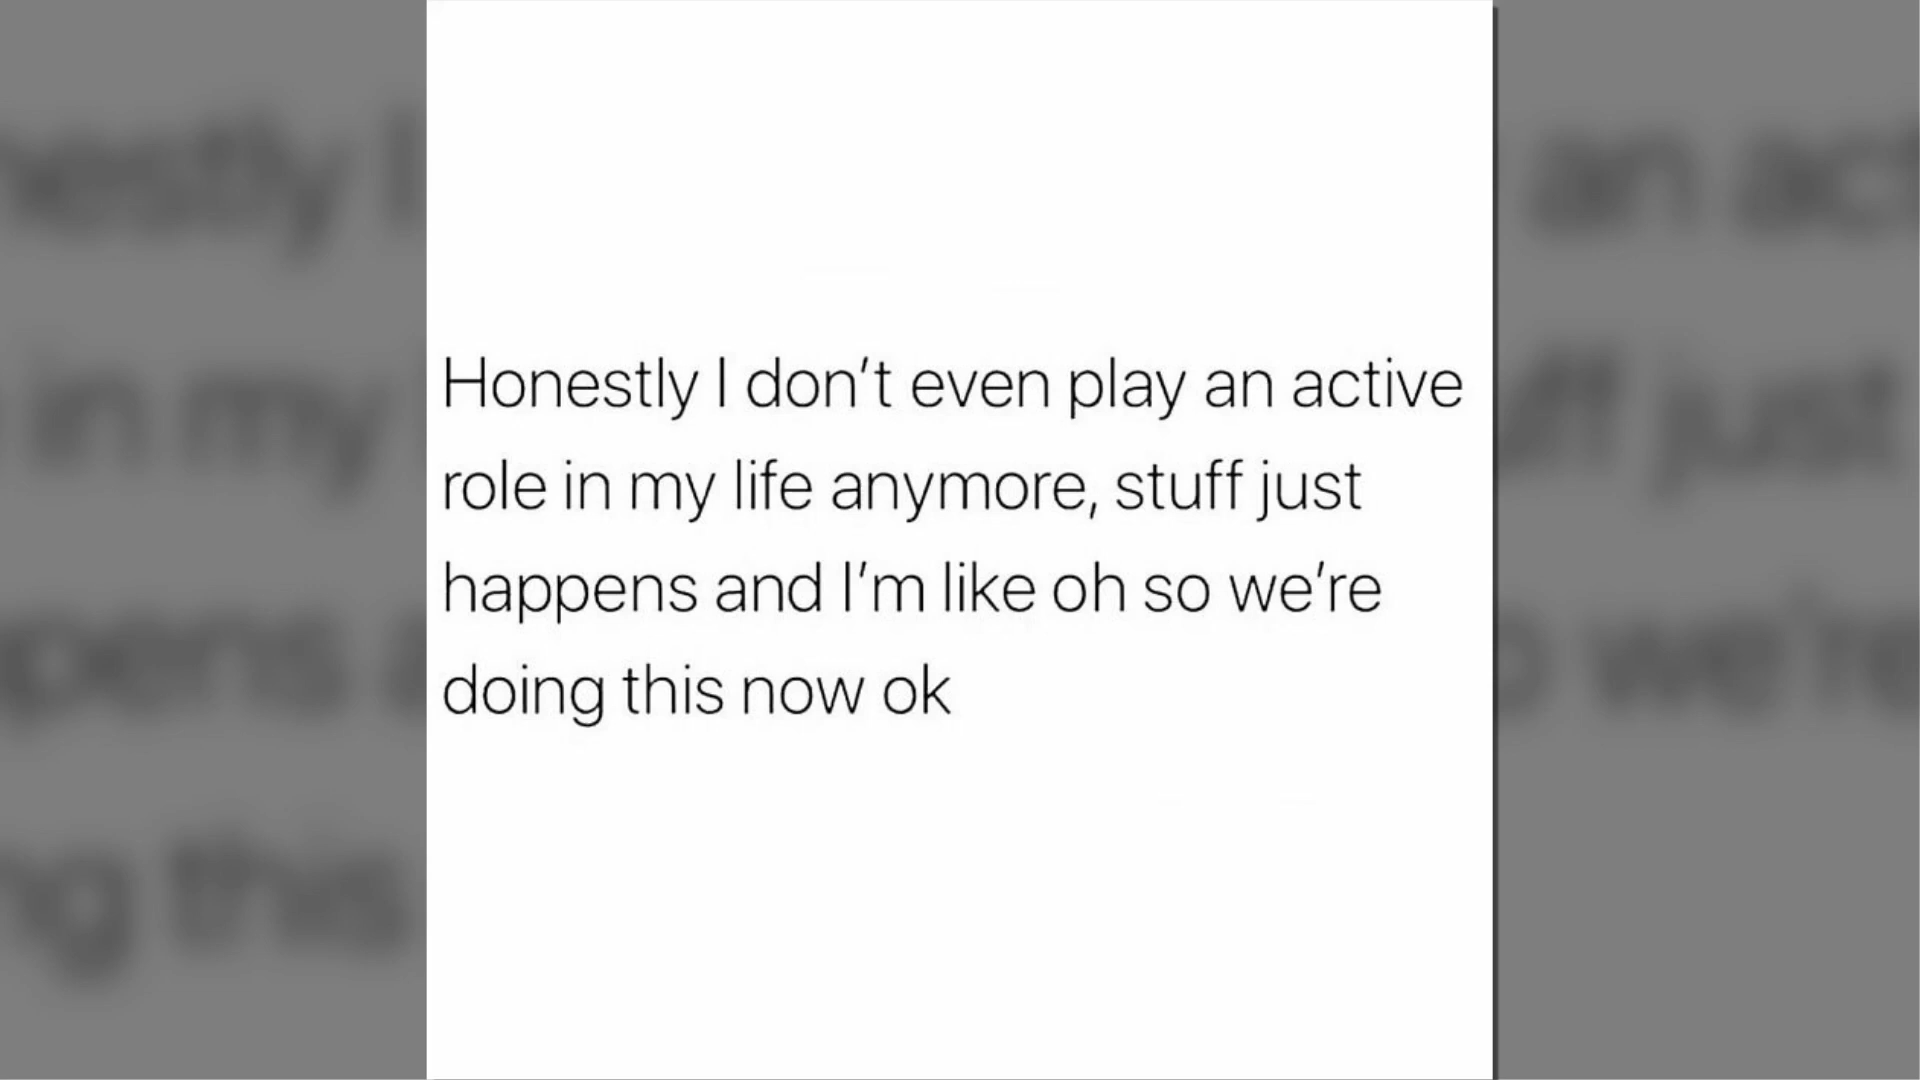 Honestly I don’t even play an active
role in my life anymore, stuff just
happens and I’m like oh so we’re
doing this now ok